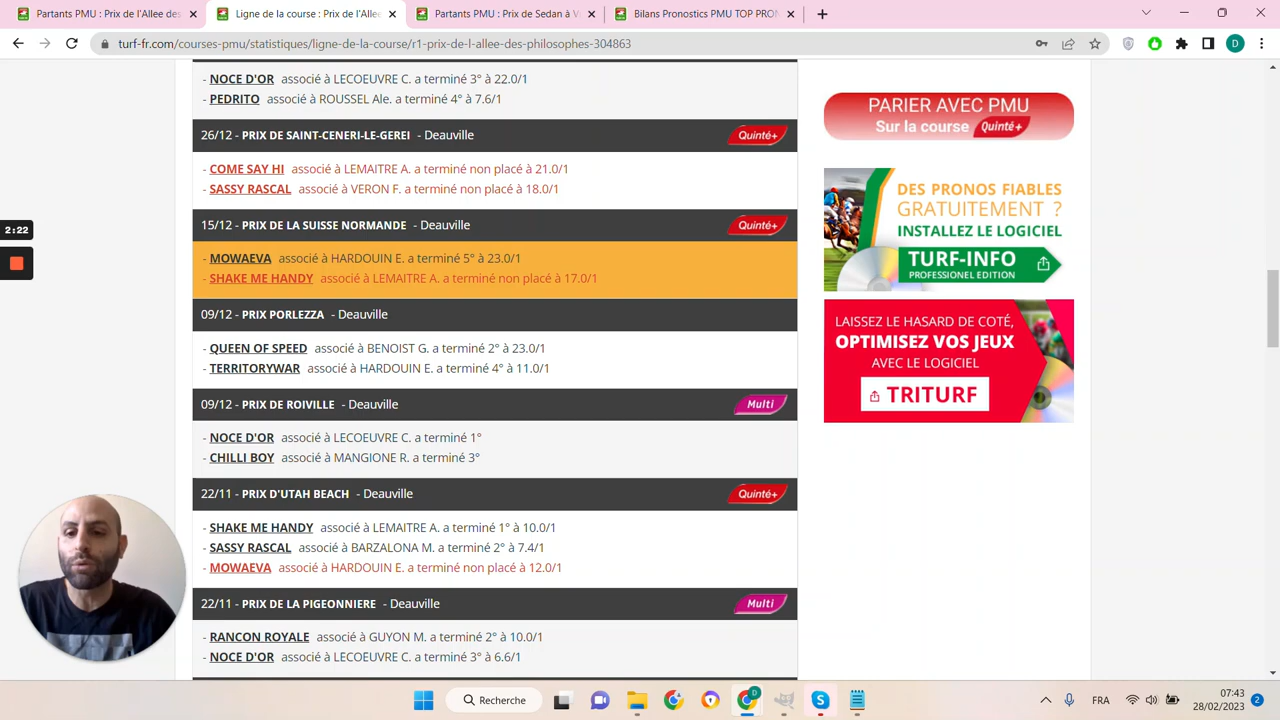 Partants PMU : Prix de l'Allee des
Ligne de la course : Prix de l'Alle
Partants PMU : Prix de Sedan à V
Bilans Pronostics PMU TOP PRON
turf-fr.com/courses-pmu/statistiques/ligne-de-la-course/r1-prix-de-l-allee-des-philosophes-304863
D
- NOCE D'OR associé à LECOEUVRE C. a terminé 3° à 22.0/1
- PEDRITO associé à ROUSSEL Ale. a terminé 4° à 7.6/1
26/12 - PRIX DE SAINT-CENERI-LE-GEREI - Deauville Quinté+
- COME SAY HI associé à LEMAITRE A. a terminé non placé à 21.0/1
- SASSY RASCAL associé à VERON F. a terminé non placé à 18.0/1
15/12 - PRIX DE LA SUISSE NORMANDE - Deauville Quinté+
- MOWAEVA associé à HARDOUIN E. a terminé 5° à 23.0/1
- SHAKE ME HANDY associé à LEMAITRE A. a terminé non placé à 17.0/1
09/12 - PRIX PORLEZZA - Deauville
- QUEEN OF SPEED associé à BENOIST G. a terminé 2° à 23.0/1
- TERRITORYWAR associé à HARDOUIN E. a terminé 4° à 11.0/1
09/12 - PRIX DE ROIVILLE - Deauville Multi
- NOCE D'OR associé à LECOEUVRE C. a terminé 1°
- CHILLI BOY associé à MANGIONE R. a terminé 3°
22/11 - PRIX D'UTAH BEACH - Deauville Quinté+
- SHAKE ME HANDY associé à LEMAITRE A. a terminé 1° à 10.0/1
- SASSY RASCAL associé à BARZALONA M. a terminé 2° à 7.4/1
- MOWAEVA associé à HARDOUIN E. a terminé non placé à 12.0/1
22/11 - PRIX DE LA PIGEONNIERE - Deauville Multi
- RANCON ROYALE associé à GUYON M. a terminé 2° à 10.0/1
- NOCE D'OR associé à LECOEUVRE C. a terminé 3° à 6.6/1
PARIER AVEC PMU
Sur la course Quinté+
DES PRONOS FIABLES
GRATUITEMENT ?
INSTALLEZ LE LOGICIEL
TURF-INFO
PROFESSIONEL EDITION
LAISSEZ LE HASARD DE COTÉ,
OPTIMISEZ VOS JEUX
AVEC LE LOGICIEL
TRITURF
2:22
Recherche
D
FRA
07:43
28/02/2023
2